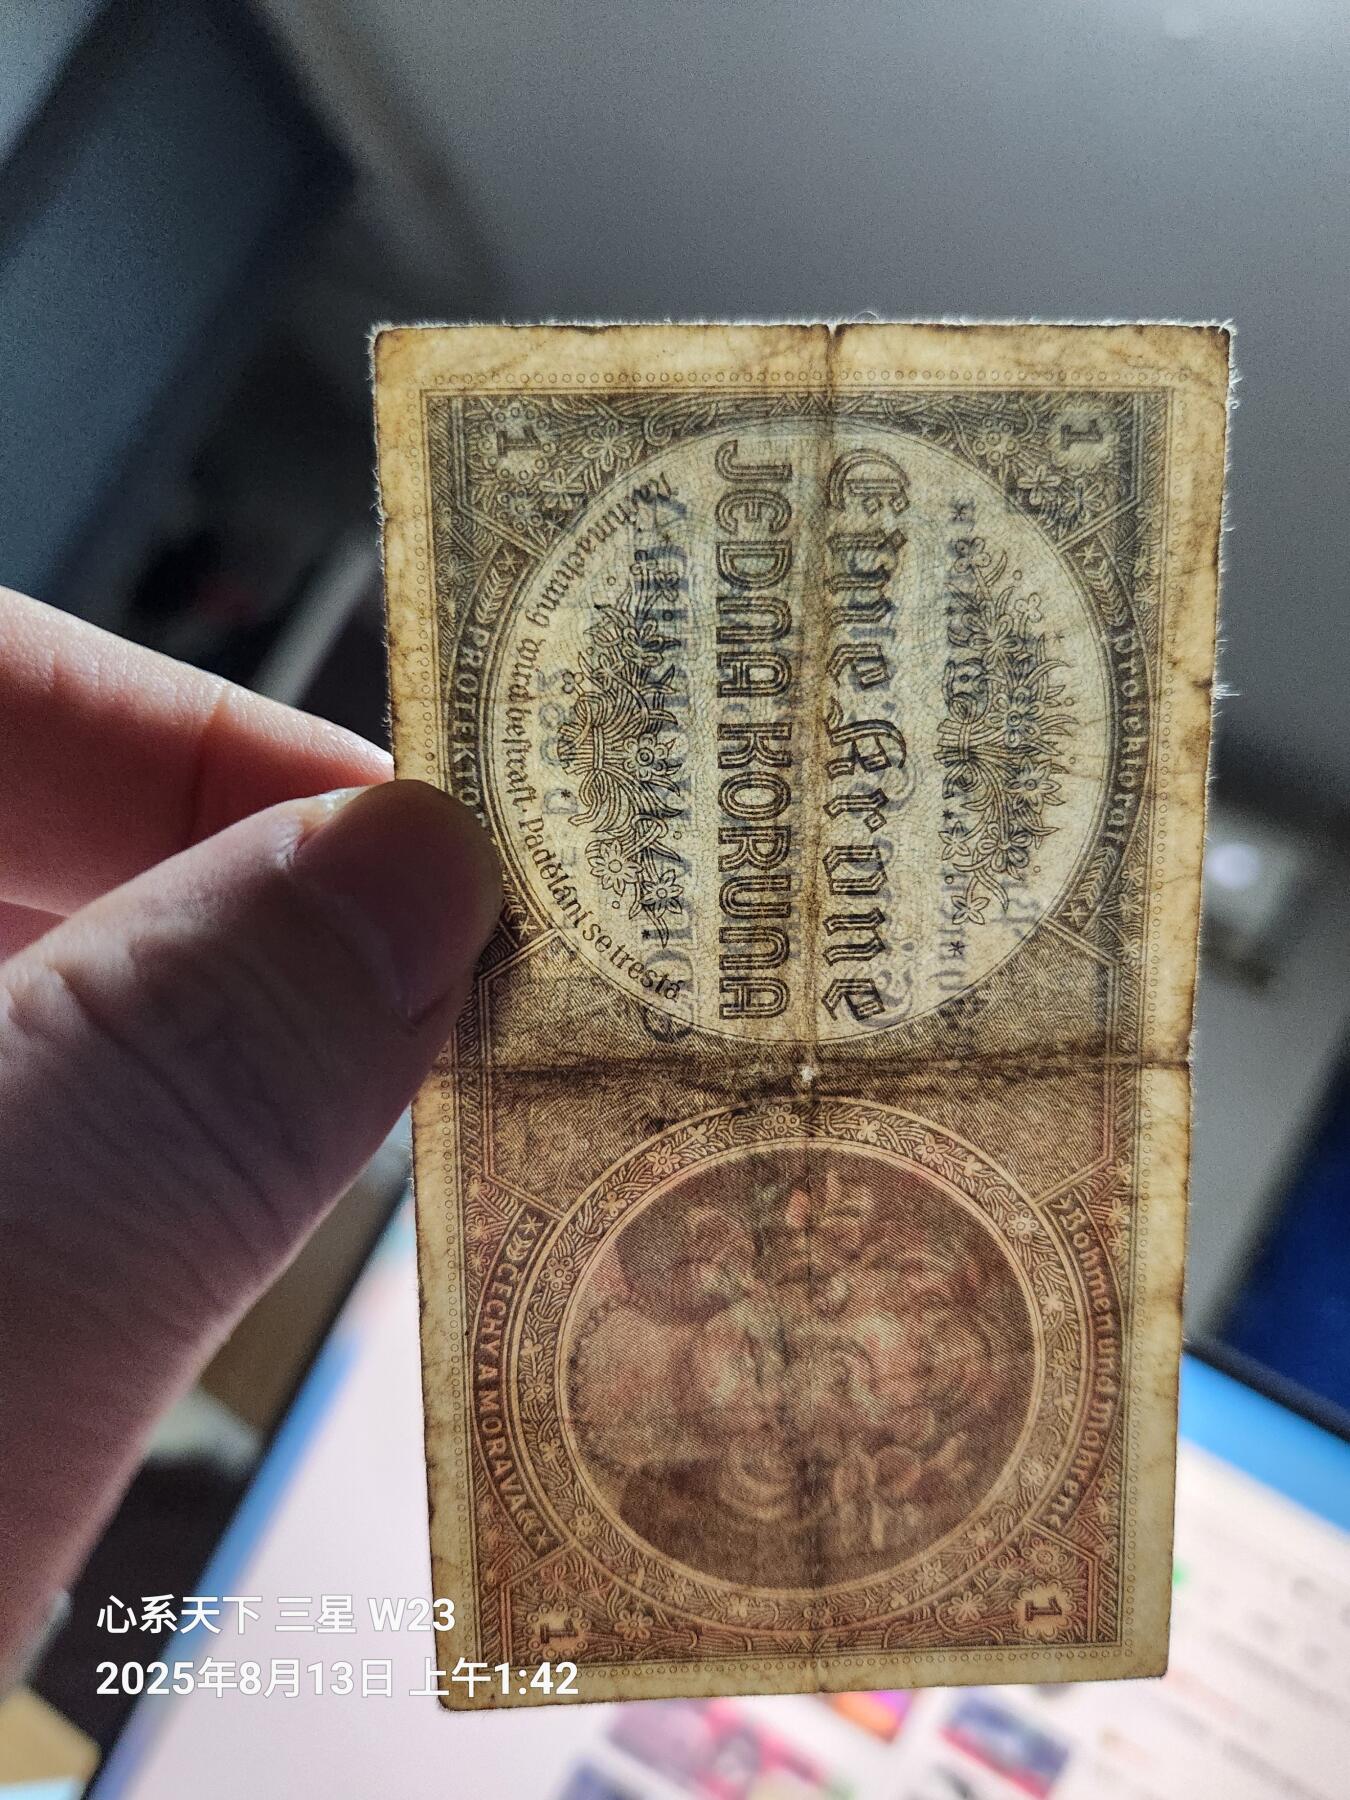 1
1
Protektorat
Eine Krone
JEDNA KORUNA
wird bestraft. Padělání se trestá
PROTEKTO
Böhmen und Mähren
ČECHY A MORAVA
1
1
心系天下 三星 W23
2025年8月13日 上午1:42